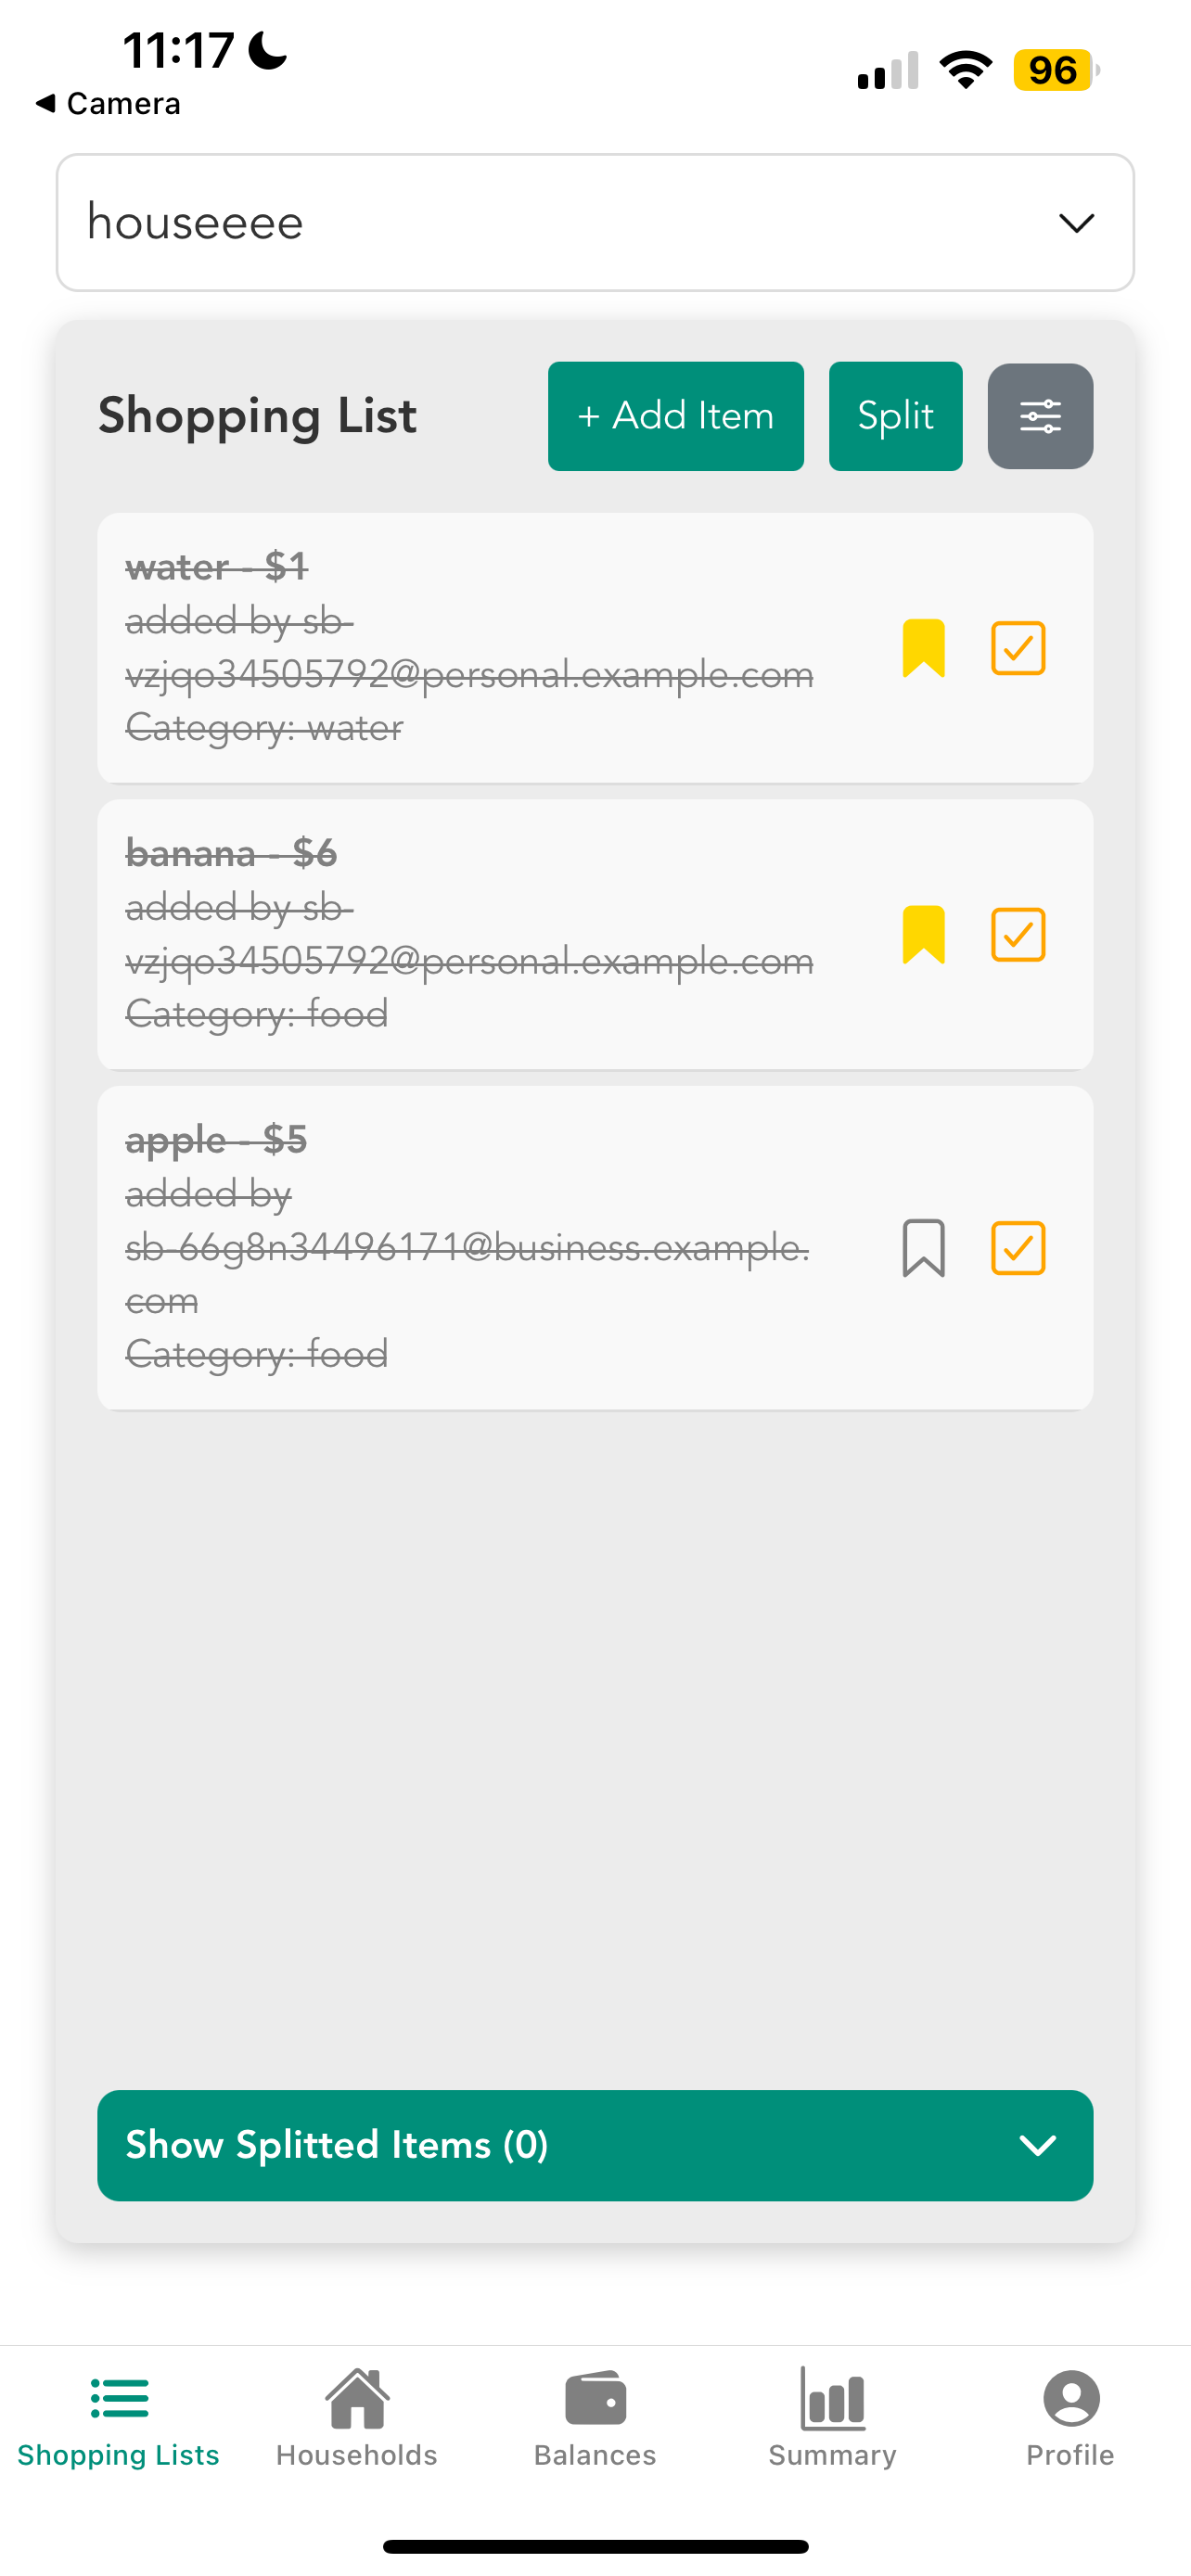 11:17
96
Camera
houseeee
Shopping List
+ Add Item
Split
water - $1
added by sb-
vzjqo34505792@personal.example.com
Category: water
banana - $6
added by sb-
vzjqo34505792@personal.example.com
Category: food
apple - $5
added by
sb-66g8n34496171@business.example.
com
Category: food
Show Splitted Items (0)
Shopping Lists
Households
Balances
Summary
Profile